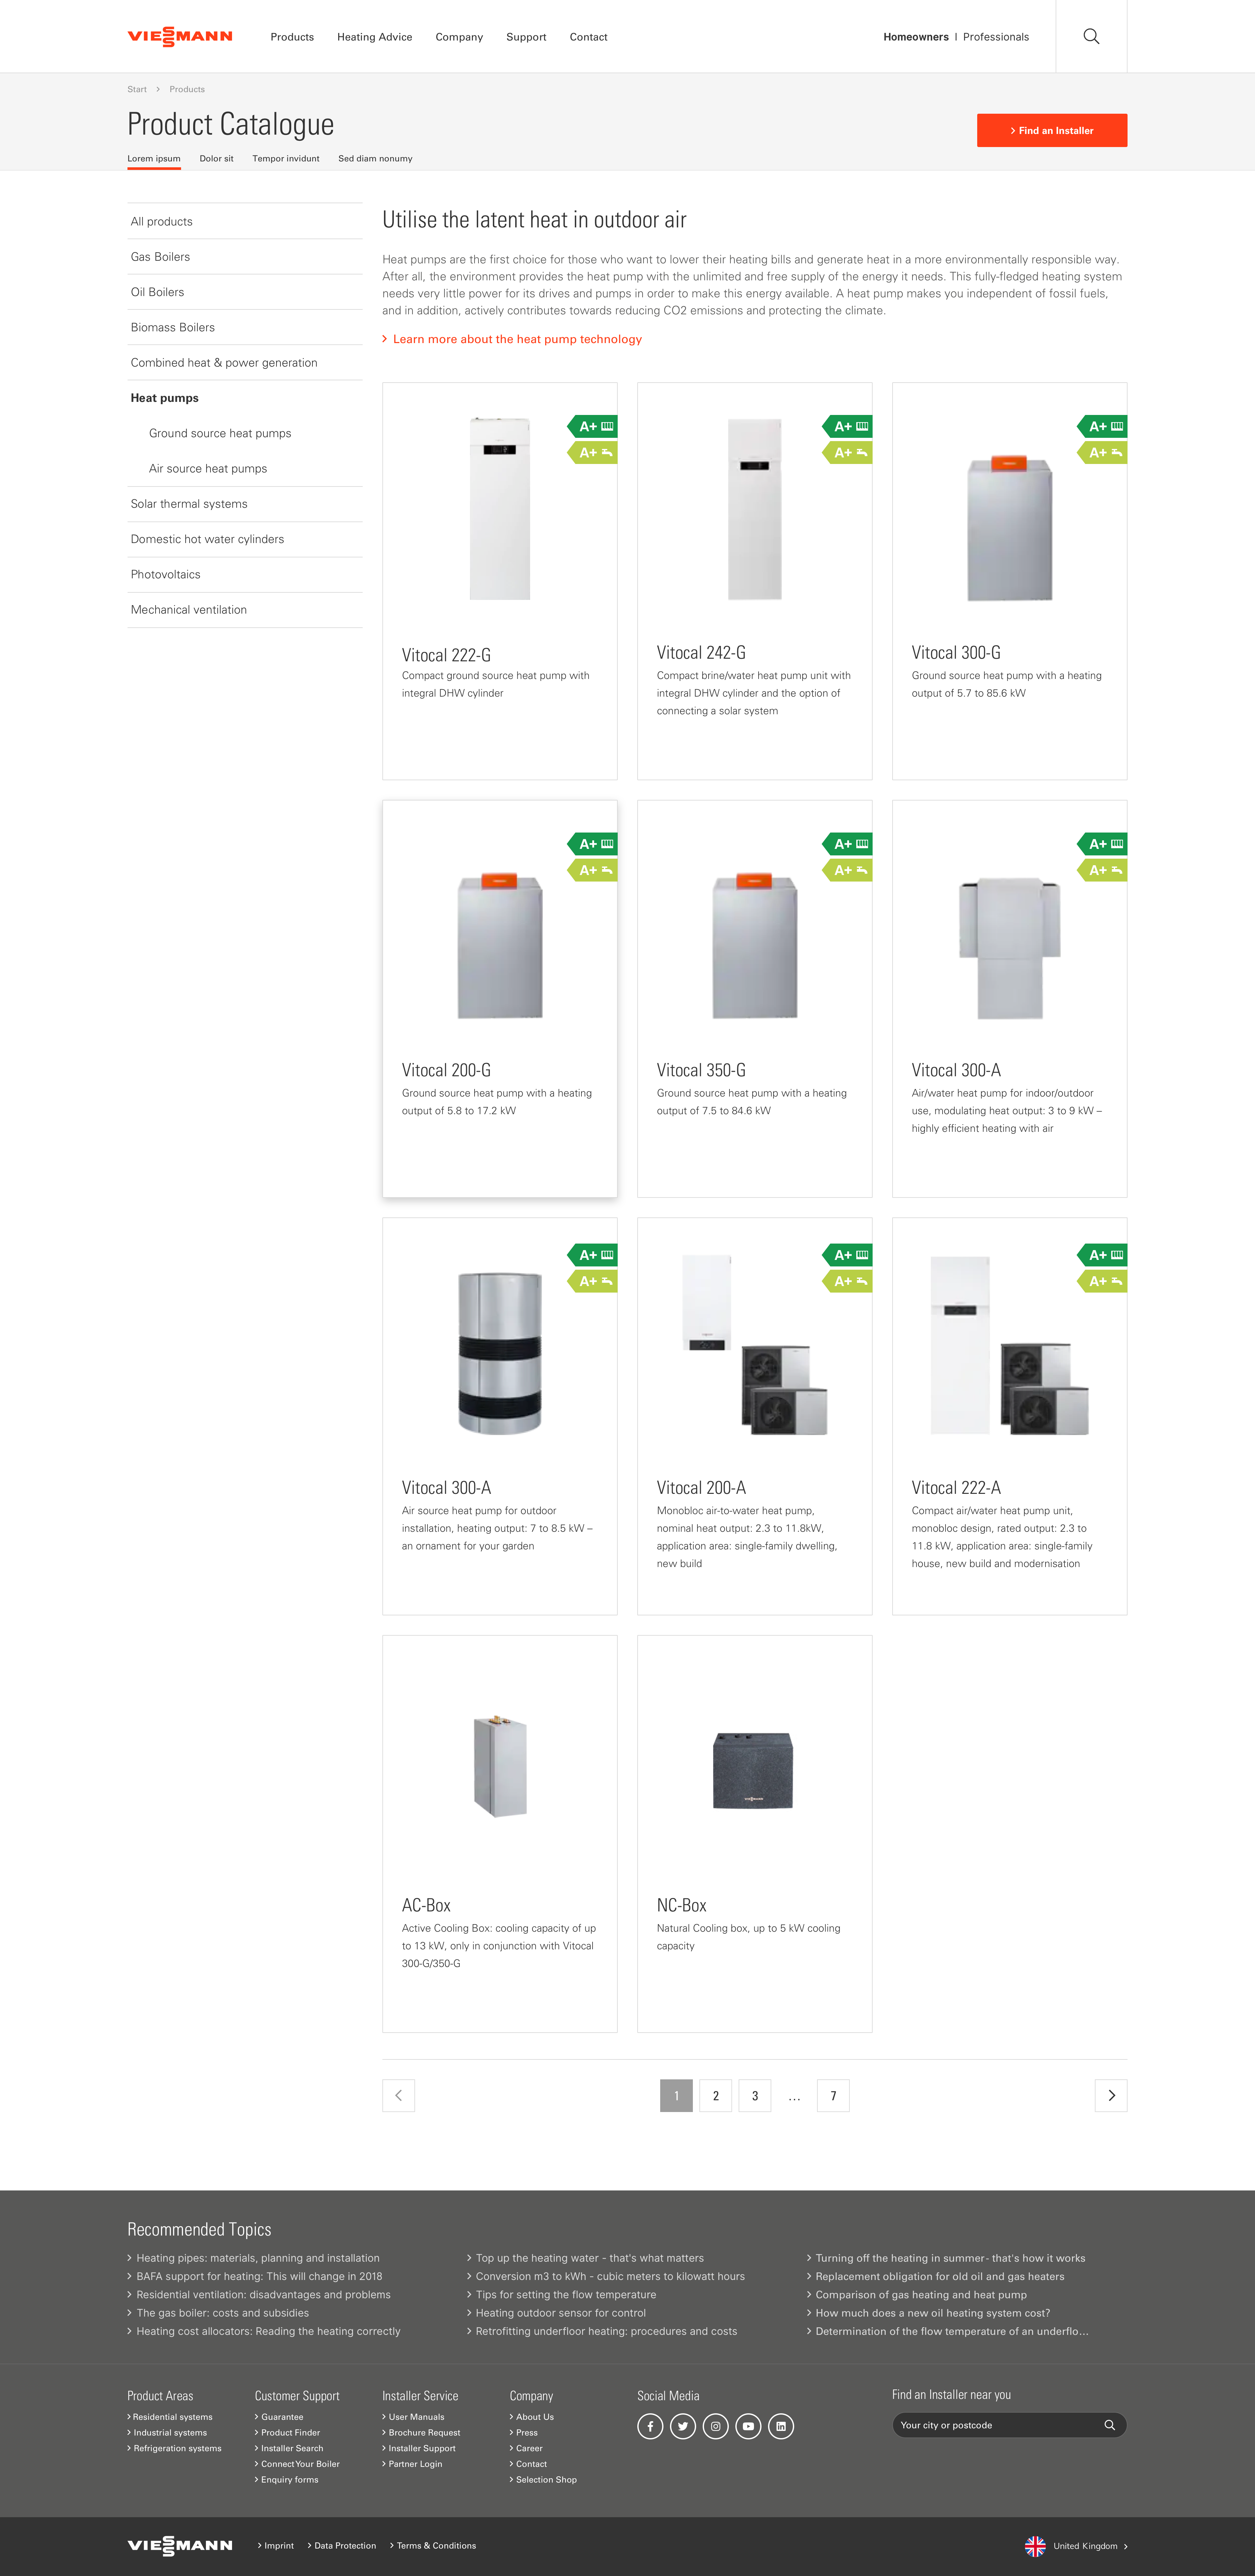 VIESSMANN
Products
Heating Advice
Company
Support
Contact
Homeowners | Professionals
Start > Products
Product Catalogue
Find an Installer
Lorem ipsum
Dolor sit
Tempor invidunt
Sed diam nonumy
All products
Gas Boilers
Oil Boilers
Biomass Boilers
Combined heat & power generation
Heat pumps
Ground source heat pumps
Air source heat pumps
Solar thermal systems
Domestic hot water cylinders
Photovoltaics
Mechanical ventilation
Utilise the latent heat in outdoor air
Heat pumps are the first choice for those who want to lower their heating bills and generate heat in a more environmentally responsible way.
After all, the environment provides the heat pump with the unlimited and free supply of the energy it needs. This fully-fledged heating system
needs very little power for its drives and pumps in order to make this energy available. A heat pump makes you independent of fossil fuels,
and in addition, actively contributes towards reducing CO2 emissions and protecting the climate.
Learn more about the heat pump technology
A+
A+
Vitocal 222-G
Compact ground source heat pump with
integral DHW cylinder
A+
A+
Vitocal 242-G
Compact brine/water heat pump unit with
integral DHW cylinder and the option of
connecting a solar system
A+
A+
Vitocal 300-G
Ground source heat pump with a heating
output of 5.7 to 85.6 kW
A+
A+
Vitocal 200-G
Ground source heat pump with a heating
output of 5.8 to 17.2 kW
A+
A+
Vitocal 350-G
Ground source heat pump with a heating
output of 7.5 to 84.6 kW
A+
A+
Vitocal 300-A
Air/water heat pump for indoor/outdoor
use, modulating heat output: 3 to 9 kW –
highly efficient heating with air
A+
A+
Vitocal 300-A
Air source heat pump for outdoor
installation, heating output: 7 to 8.5 kW –
an ornament for your garden
A+
A+
Vitocal 200-A
Monobloc air-to-water heat pump,
nominal heat output: 2.3 to 11.8kW,
application area: single-family dwelling,
new build
A+
A+
Vitocal 222-A
Compact air/water heat pump unit,
monobloc design, rated output: 2.3 to
11.8 kW, application area: single-family
house, new build and modernisation
AC-Box
Active Cooling Box: cooling capacity of up
to 13 kW, only in conjunction with Vitocal
300-G/350-G
VIESSMANN
NC-Box
Natural Cooling box, up to 5 kW cooling
capacity
1
2
3
...
7
Recommended Topics
Heating pipes: materials, planning and installation
BAFA support for heating: This will change in 2018
Residential ventilation: disadvantages and problems
The gas boiler: costs and subsidies
Heating cost allocators: Reading the heating correctly
Top up the heating water - that's what matters
Conversion m3 to kWh - cubic meters to kilowatt hours
Tips for setting the flow temperature
Heating outdoor sensor for control
Retrofitting underfloor heating: procedures and costs
Turning off the heating in summer - that's how it works
Replacement obligation for old oil and gas heaters
Comparison of gas heating and heat pump
How much does a new oil heating system cost?
Determination of the flow temperature of an underflo...
Product Areas
Residential systems
Industrial systems
Refrigeration systems
Customer Support
Guarantee
Product Finder
Installer Search
Connect Your Boiler
Enquiry forms
Installer Service
User Manuals
Brochure Request
Installer Support
Partner Login
Company
About Us
Press
Career
Contact
Selection Shop
Social Media
Find an Installer near you
Your city or postcode
VIESSMANN
Imprint
Data Protection
Terms & Conditions
United Kingdom